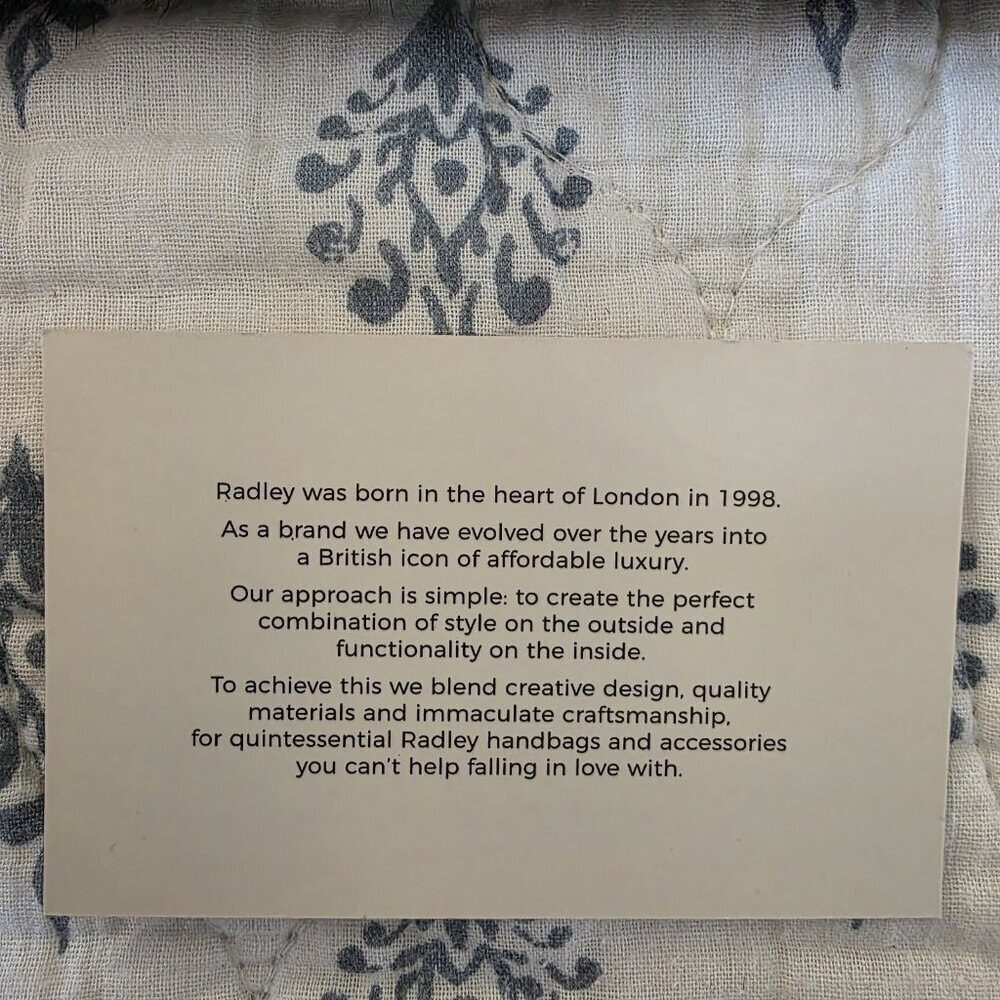 Radley was born in the heart of London in 1998.
As a brand we have evolved over the years into
a British icon of affordable luxury.
Our approach is simple: to create the perfect
combination of style on the outside and
functionality on the inside.
To achieve this we blend creative design, quality
materials and immaculate craftsmanship,
for quintessential Radley handbags and accessories
you can't help falling in love with.